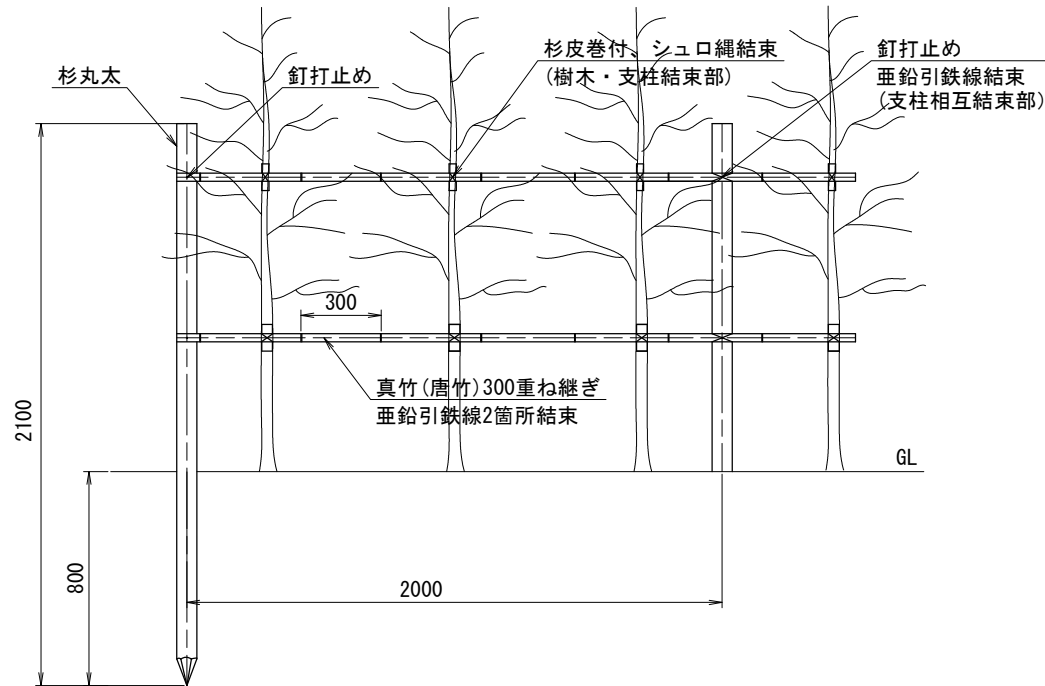 杉皮巻付、シュロ縄結束
(樹木・支柱結束部)
釘打止め
亜鉛引鉄線結束
(支柱相互結束部)
杉丸太
釘打止め
300
真竹(唐竹)300重ね継ぎ
亜鉛引鉄線2箇所結束
2100
GL
800
2000